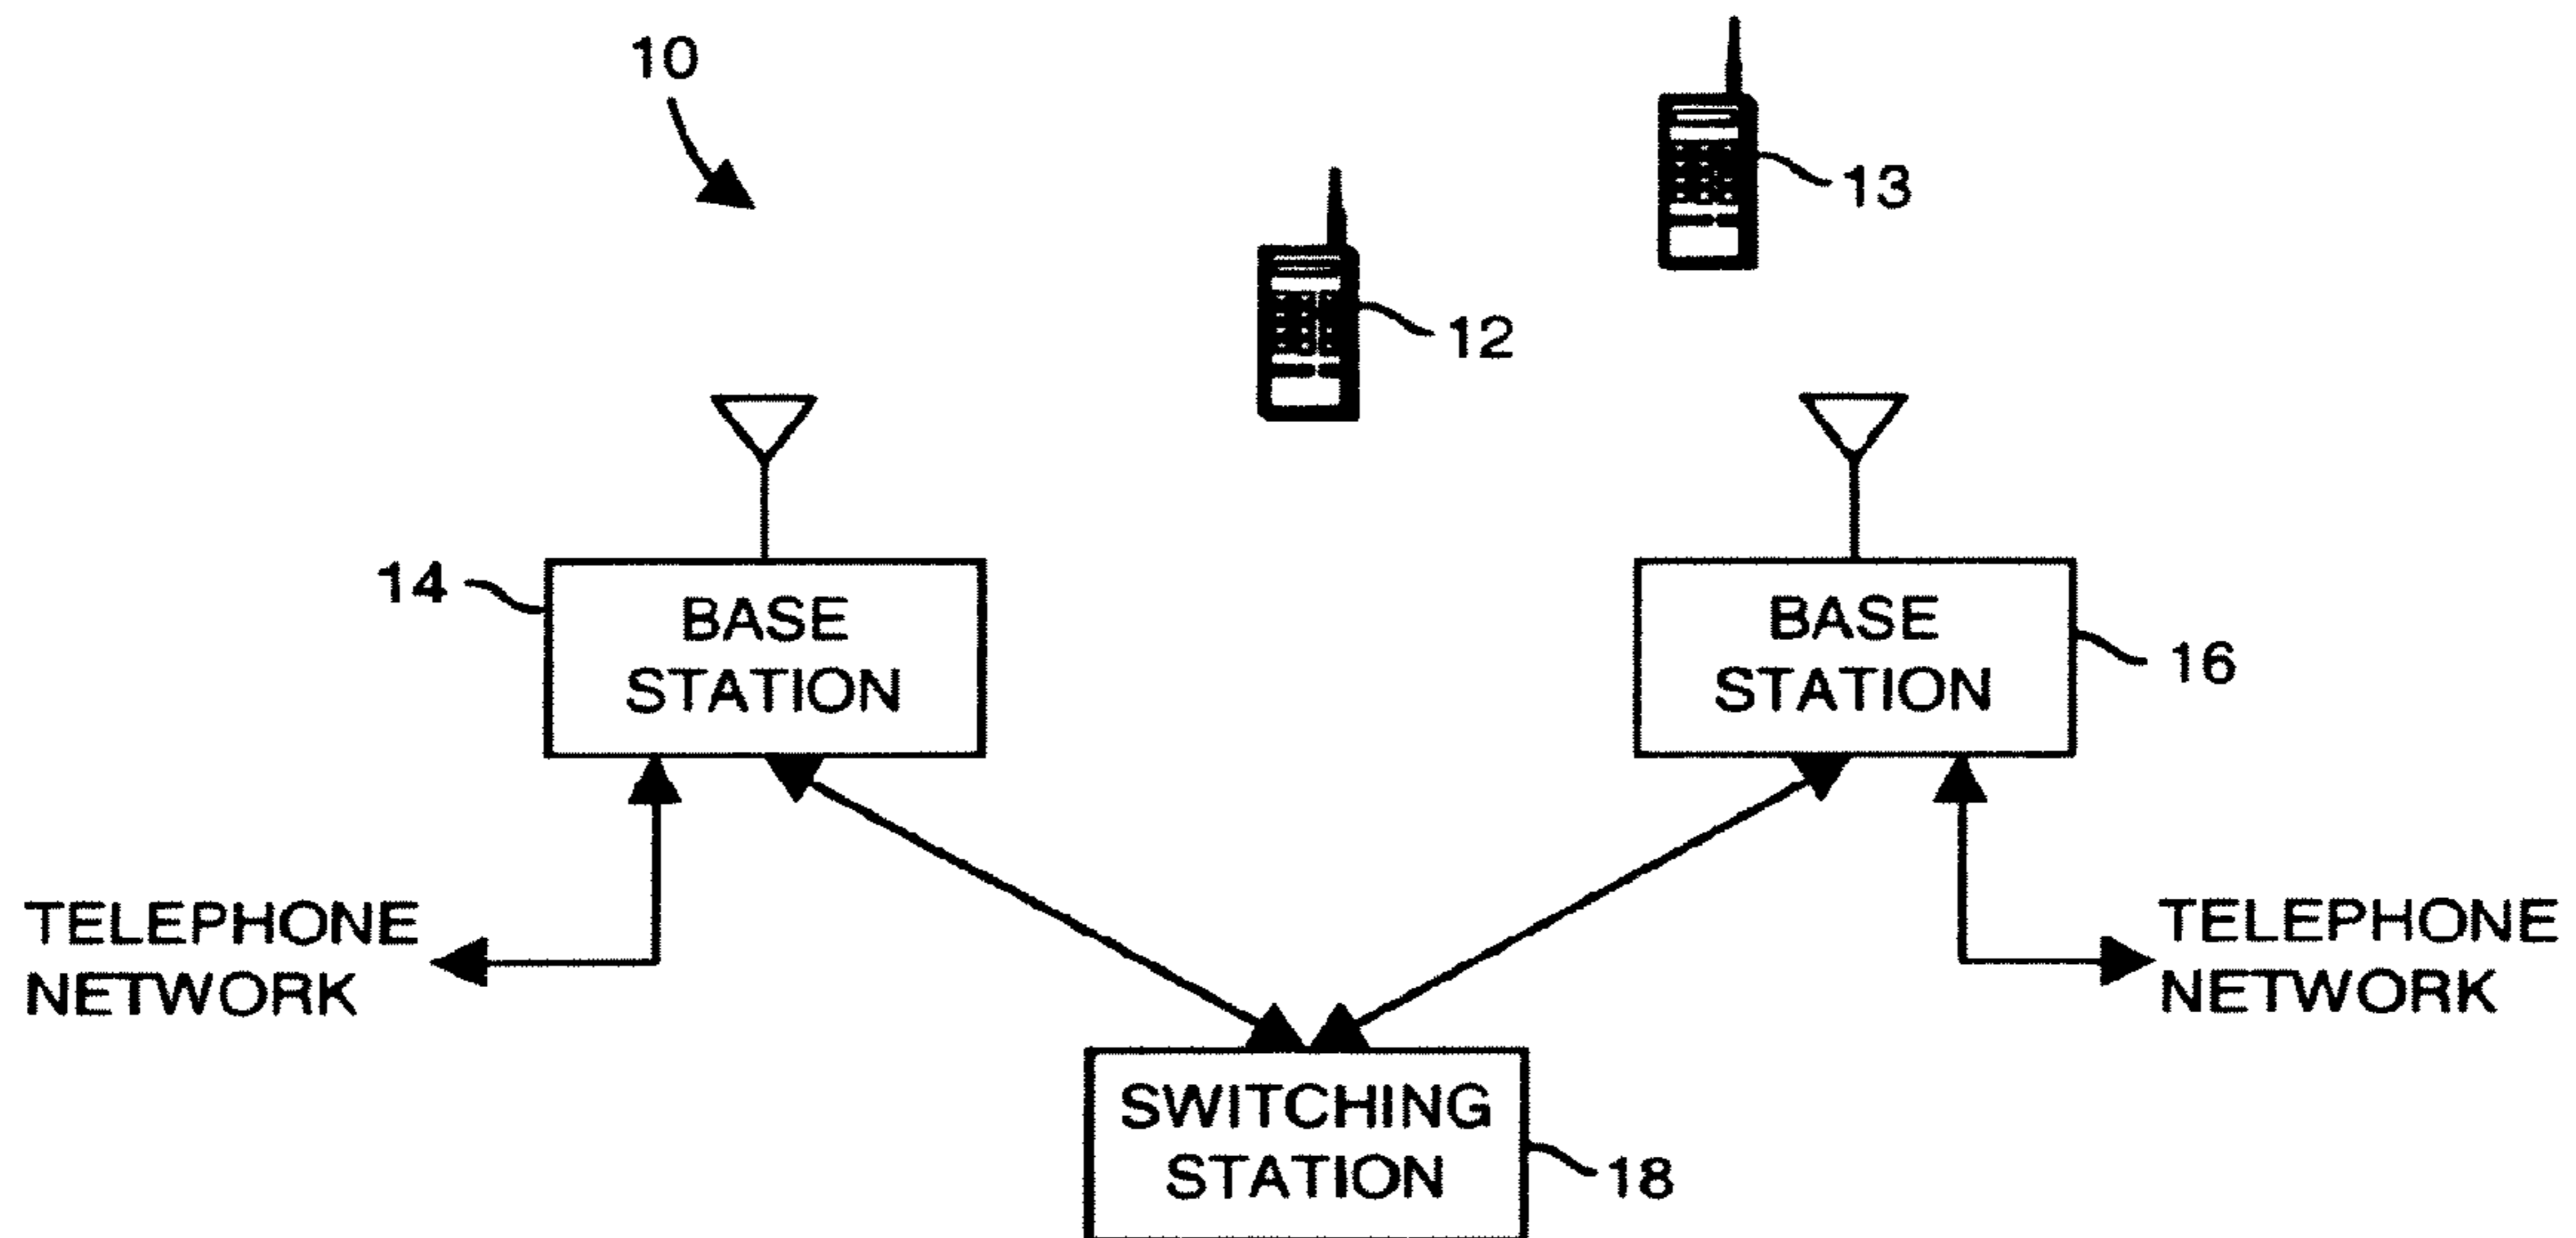 10
13
12
14
BASE
STATION
BASE
STATION
16
TELEPHONE
NETWORK
TELEPHONE
NETWORK
SWITCHING
STATION
18